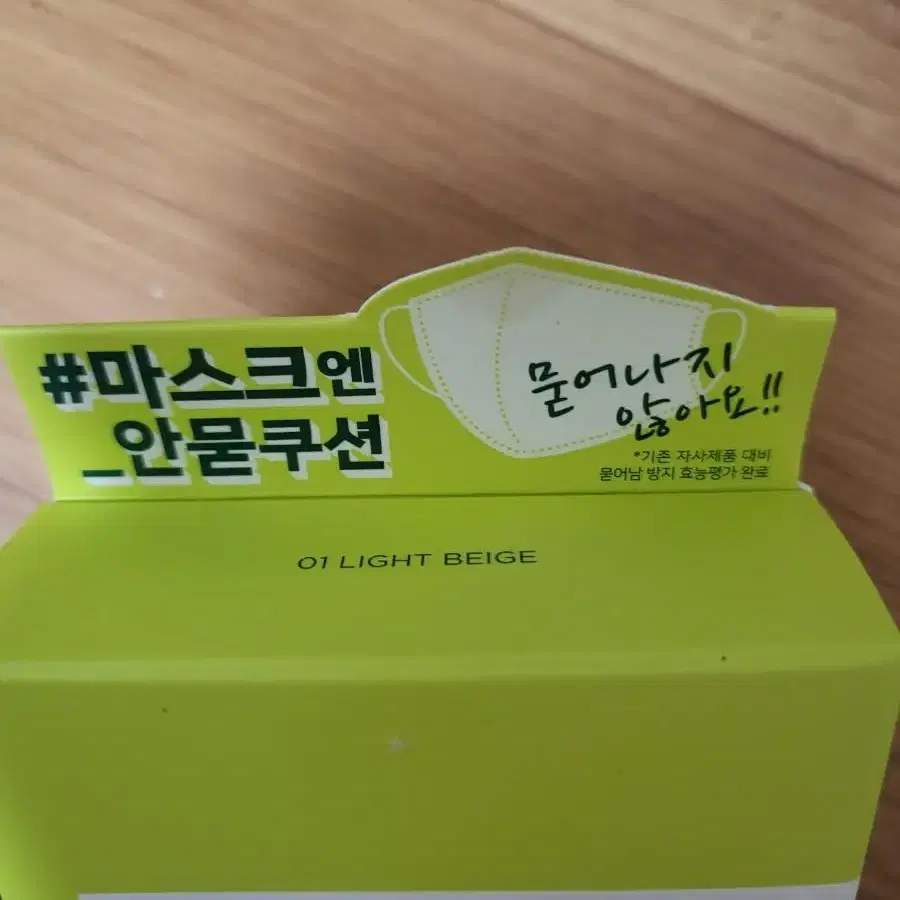 #마스크엔
_안묻쿠션
묻어나지
않아요!!
*기존 자사제품 대비
묻어남 방지 효능평가 완료
01 LIGHT BEIGE